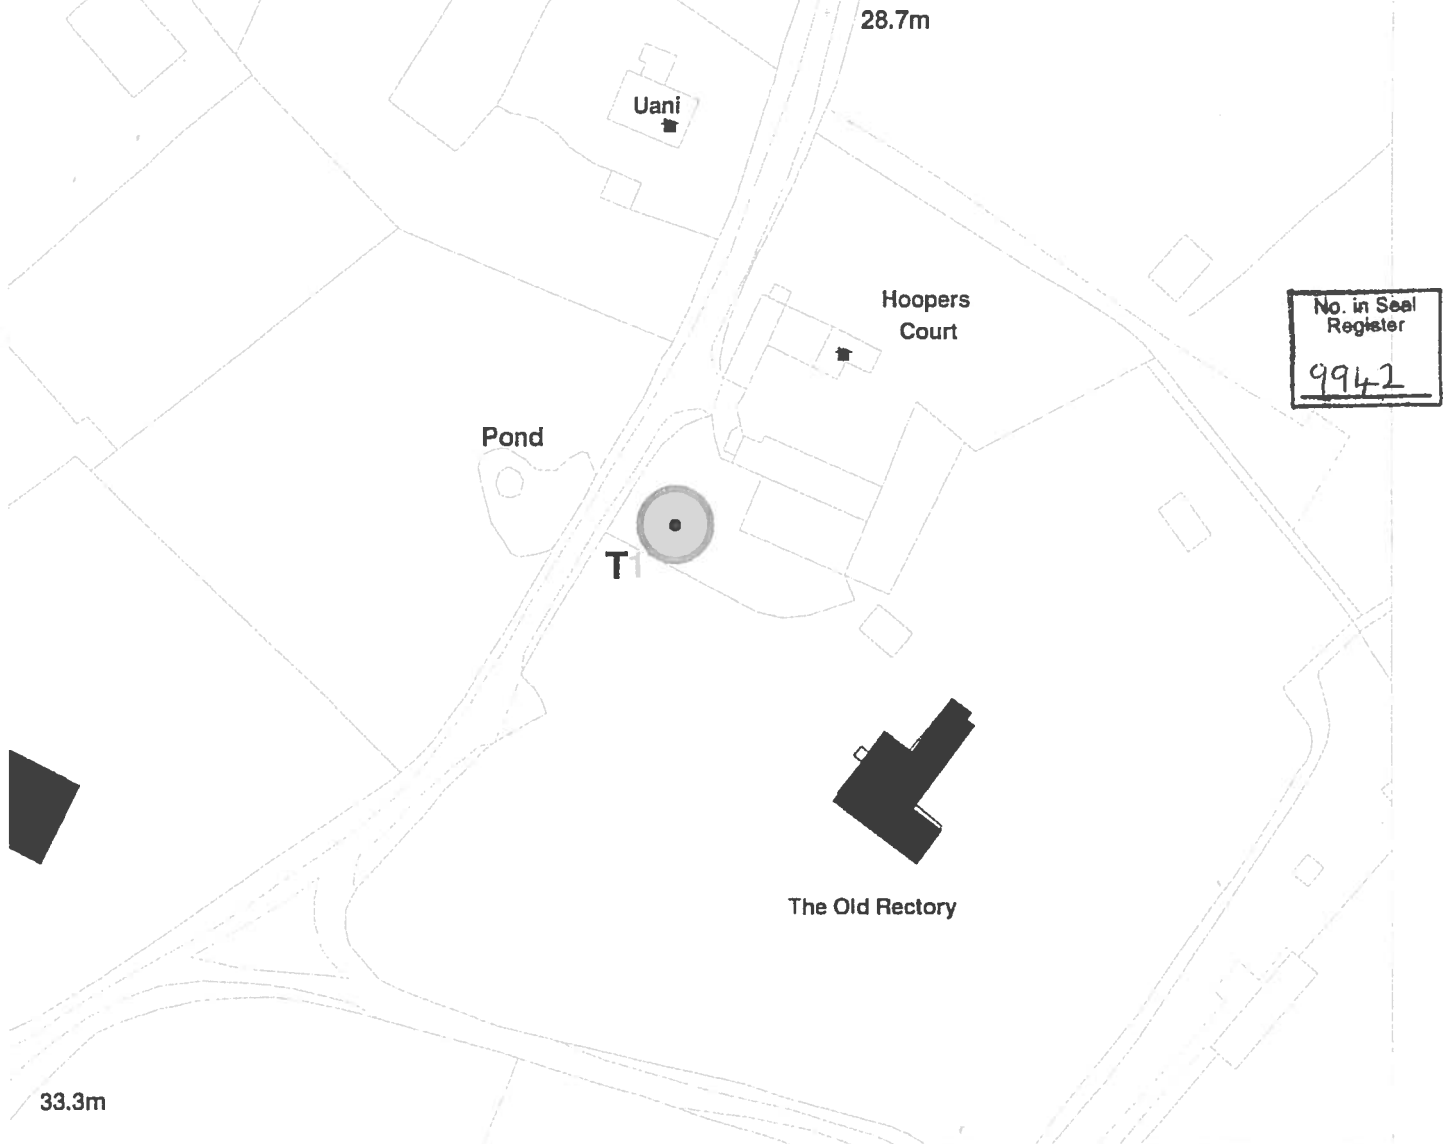 28.7m
Uani
Hoopers
Court
No. in Seal
Register
9942
Pond
T1
The Old Rectory
33.3m